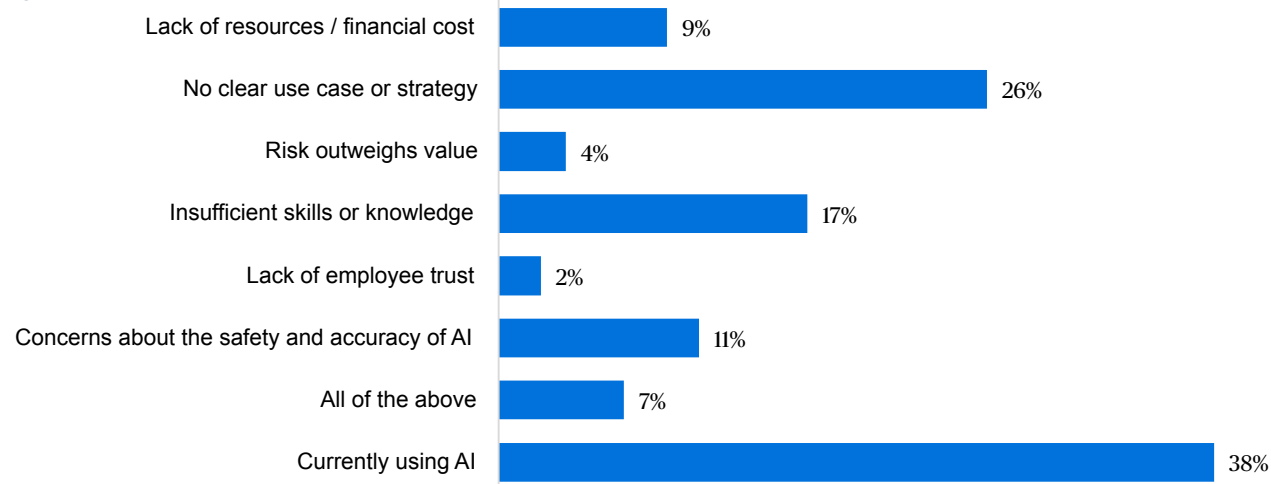 Lack of resources / financial cost 9%
No clear use case or strategy 26%
Risk outweighs value 4%
Insufficient skills or knowledge 17%
Lack of employee trust 2%
Concerns about the safety and accuracy of AI 11%
All of the above 7%
Currently using AI 38%